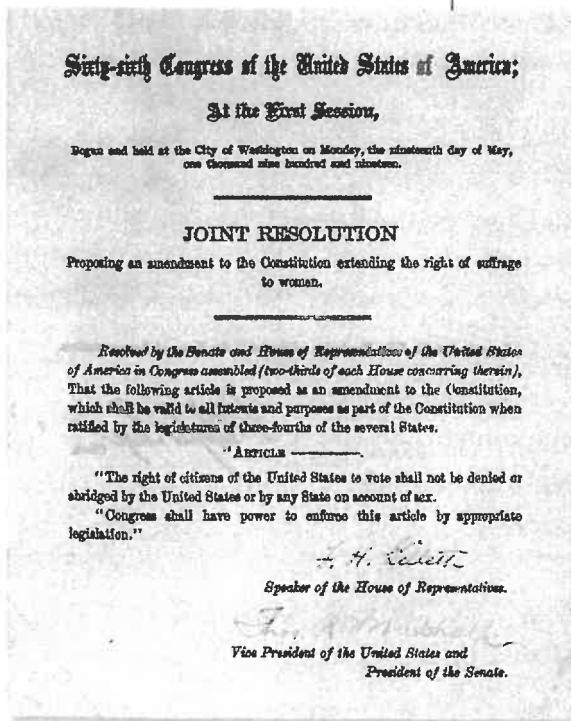 Sixty-sixth Congress of the United States of America;
At the First Session,
Begun and held at the City of Washington on Monday, the nineteenth day of May,
one thousand nine hundred and nineteen.
JOINT RESOLUTION
Proposing an amendment to the Constitution extending the right of suffrage
to women.
Resolved by the Senate and House of Representatives of the United States
of America in Congress assembled (two-thirds of each House concurring therein),
That the following article is proposed as an amendment to the Constitution,
which shall be valid to all intents and purposes as part of the Constitution when
ratified by the legislatures of three-fourths of the several States.
"ARTICLE ————.
"The right of citizens of the United States to vote shall not be denied or
abridged by the United States or by any State on account of sex.
"Congress shall have power to enforce this article by appropriate
legislation."
Speaker of the House of Representatives.
Vice President of the United States and
President of the Senate.